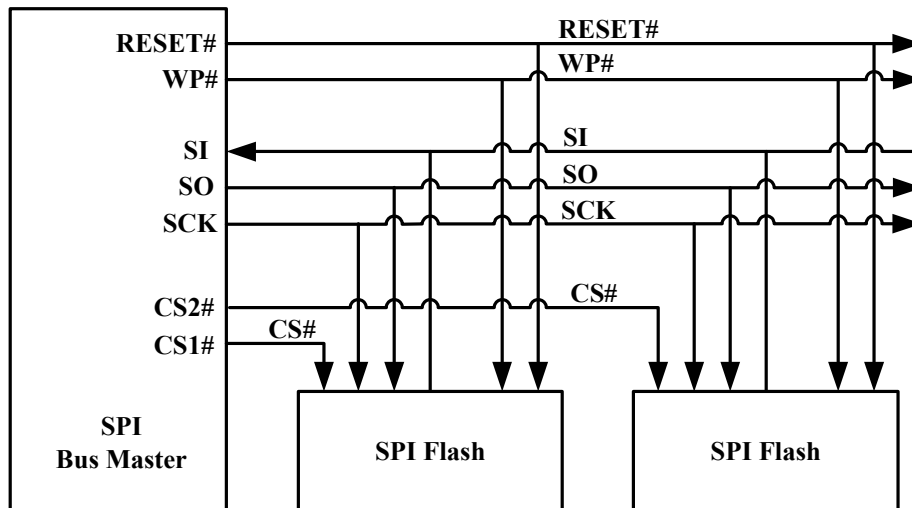 RESET#
RESET#
WP#
WP#
SI
SI
SO
SO
SCK
SCK
CS2#
CS#
CS1#
CS#
SPI
Bus Master
SPI Flash
SPI Flash